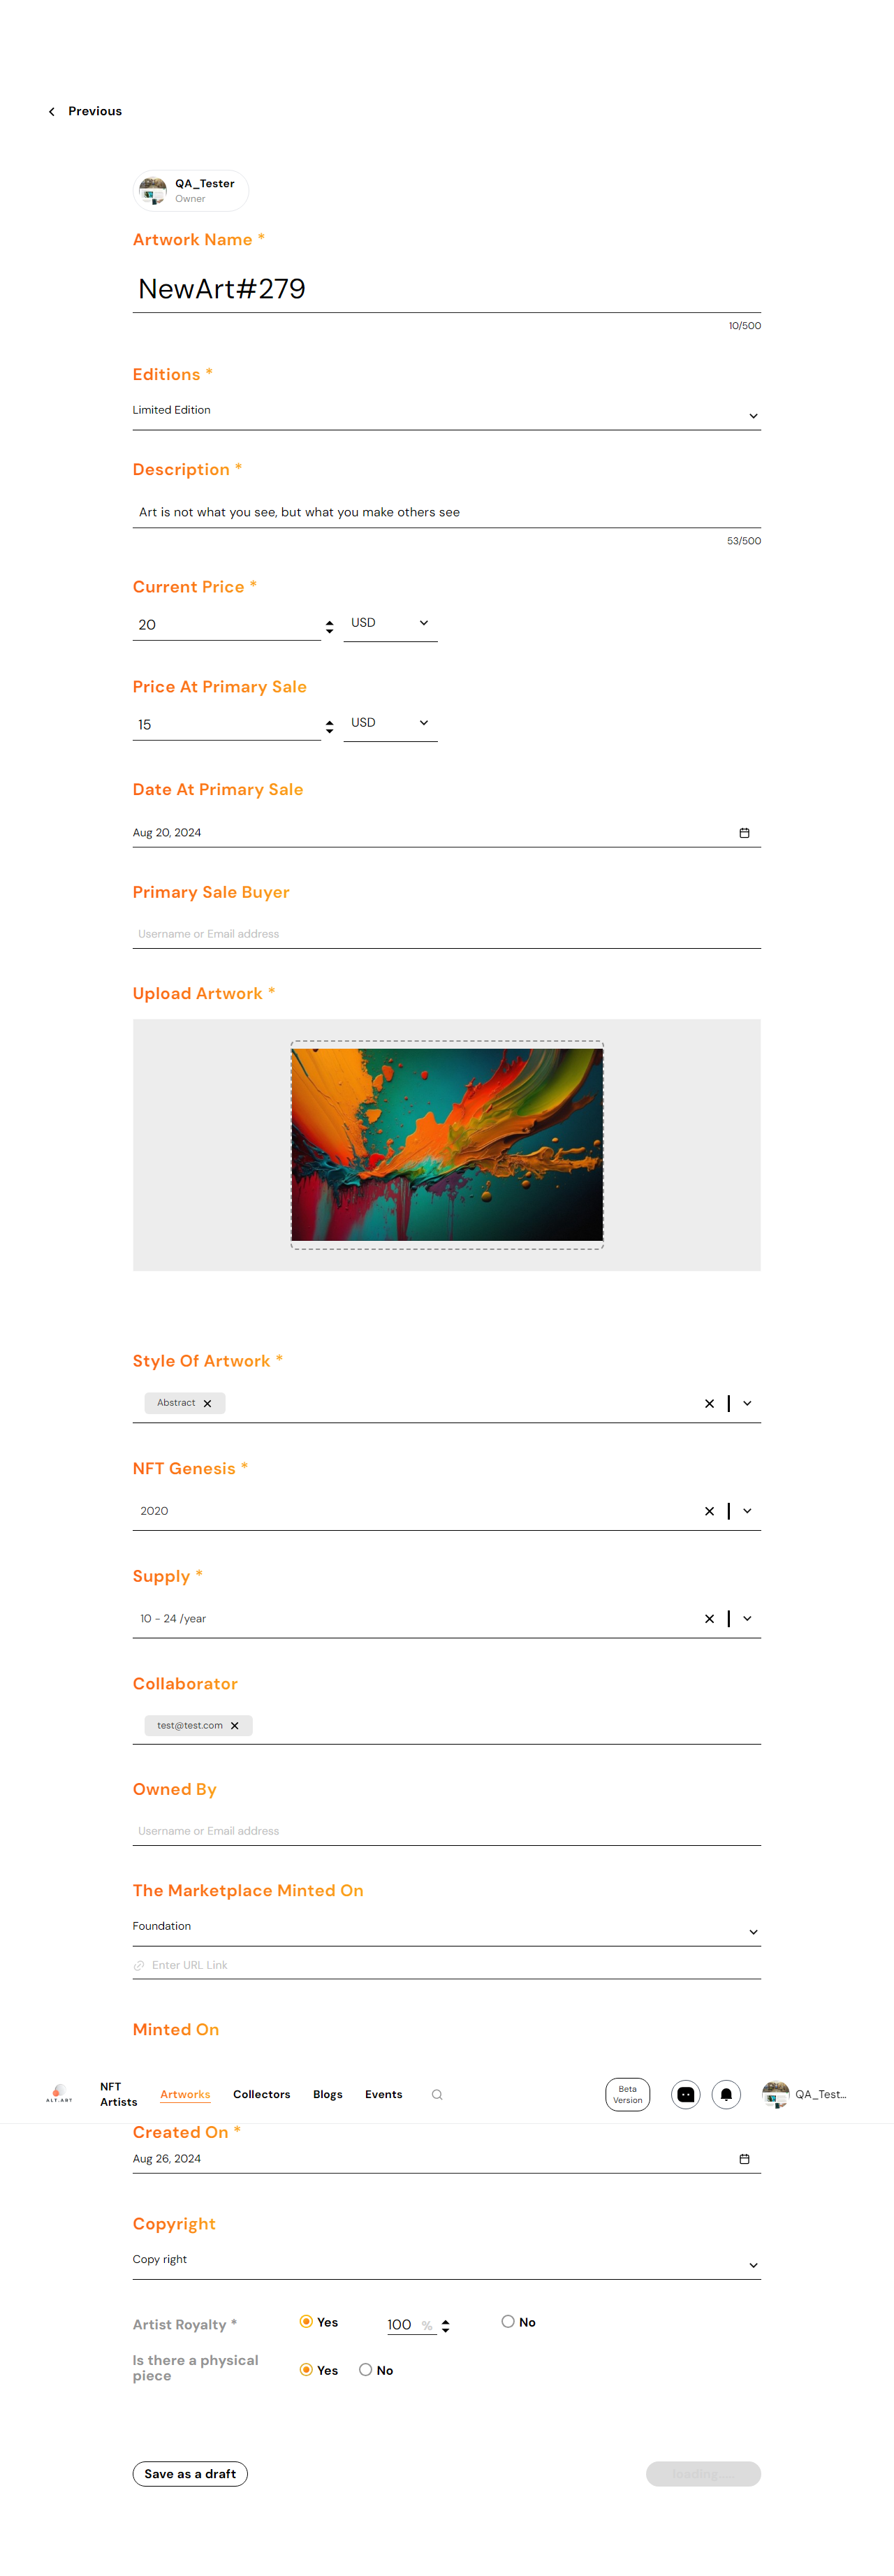 Previous
QA_Tester
Owner
Artwork Name *
NewArt#279
10/500
Editions *
Limited Edition
Description *
Art is not what you see, but what you make others see
53/500
Current Price *
20
USD
Price At Primary Sale
15
USD
Date At Primary Sale
Aug 20, 2024
Primary Sale Buyer
Username or Email address
Upload Artwork *
Style Of Artwork *
Abstract
NFT Genesis *
2020
Supply *
10 - 24 /year
Collaborator
test@test.com
Owned By
Username or Email address
The Marketplace Minted On
Foundation
Enter URL Link
Minted On
ALT.ART
NFT
Artists
Artworks
Collectors
Blogs
Events
Beta
Version
QA_Test...
Created On *
Aug 26, 2024
Copyright
Copy right
Artist Royalty *
Yes
100 %
No
Is there a physical
piece
Yes
No
Save as a draft
loading...